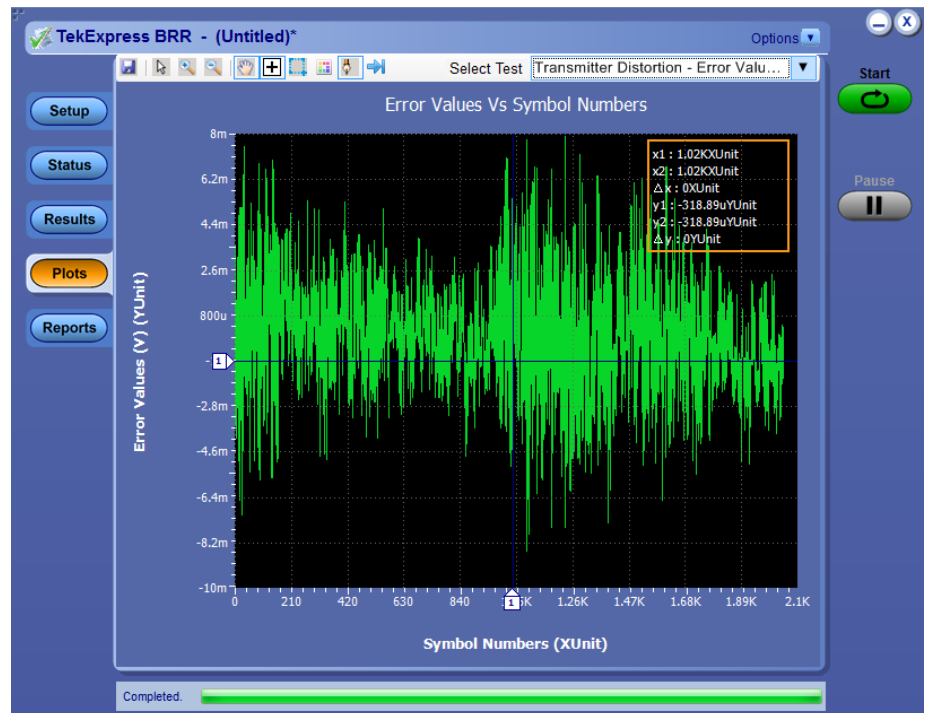 TekExpress BRR - (Untitled)*
Options
Select Test Transmitter Distortion - Error Valu...
Start
Pause
Setup
Status
Results
Plots
Reports
Error Values Vs Symbol Numbers
x1 : 1.02KXUnit
x2 : 1.02KXUnit
Δx : 0XUnit
y1 : -318.89uYUnit
y2 : -318.89uYUnit
Δy : 0YUnit
Error Values (V) (YUnit)
8m
6.2m
4.4m
2.6m
800u
1
-2.8m
-4.6m
-6.4m
-8.2m
-10m
0 210 420 630 840 1 1.26K 1.47K 1.68K 1.89K 2.1K
Symbol Numbers (XUnit)
Completed.